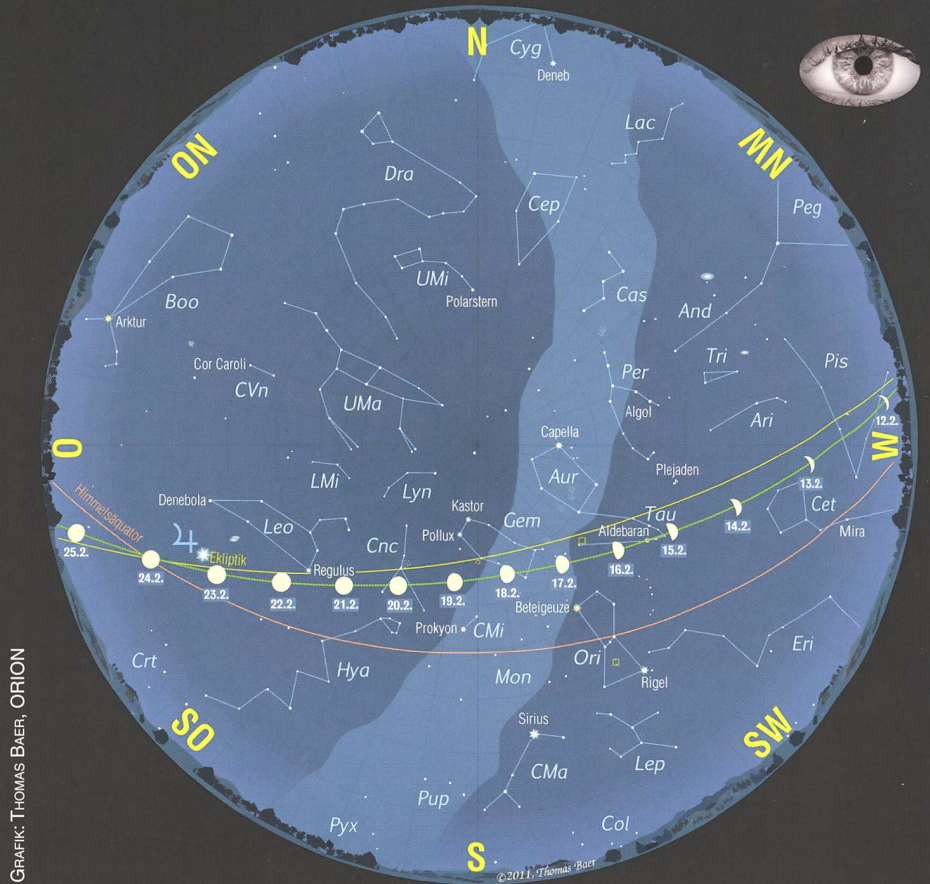 N
Cyg
Deneb
Lac
NO
NW
Dra
Cep
Peg
UMi
Polarstern
Cas
Boo
Arktur
And
Cor Caroli
CVn
UMa
Per
Algol
Tri
Pis
Ari
12.2.
O
W
Capella
Aur
Plejaden
13.2.
Himmelsäquator
LMi
Lyn
Denebola
Leo
Kastor
Pollux
Gem
Tau
Aldebaran
14.2.
Cet
Mira
Cnc
15.2.
25.2.
♃
Ekliptik
Regulus
24.2.
23.2.
22.2.
21.2.
20.2.
19.2.
18.2.
17.2.
16.2.
Beteigeuze
Prokyon
CMi
Eri
Crt
Hya
Mon
Ori
Rigel
SO
SW
Sirius
CMa
Lep
Pup
Pyx
Col
S
©2011, Thomas Baer
GRAFIK: THOMAS BAER, ORION